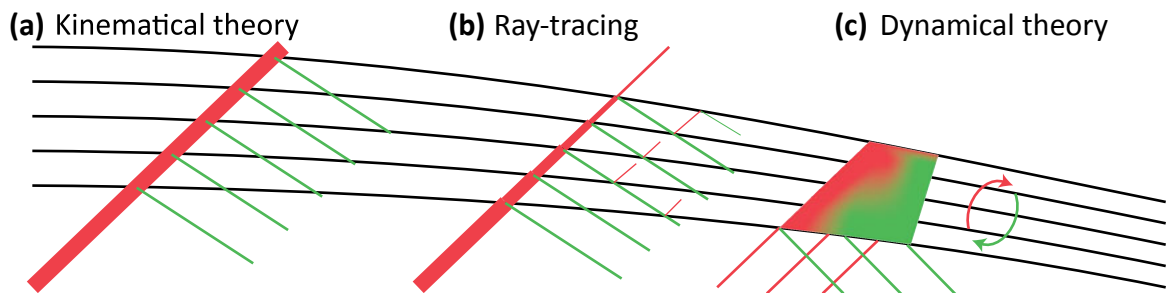 (a) Kinematical theory
(b) Ray-tracing
(c) Dynamical theory